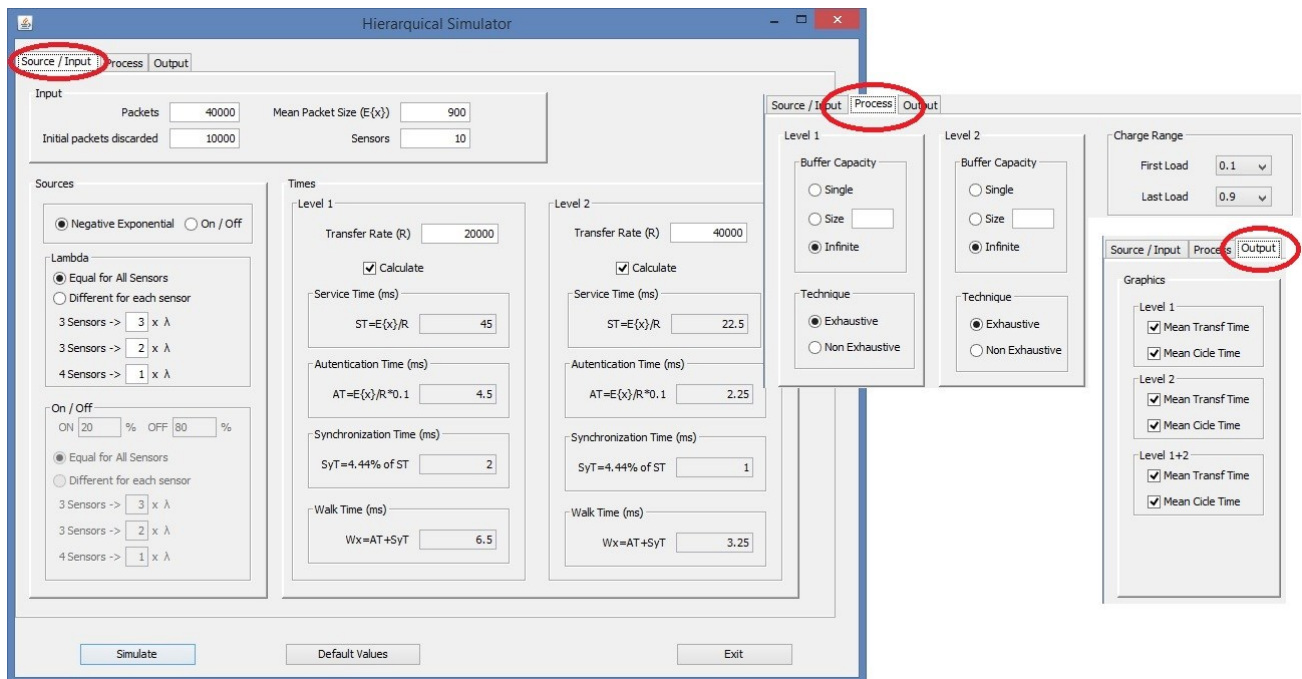 Hierarquical Simulator
Source / Input Process Output
Input
Packets 40000 Mean Packet Size (E{x}) 900
Initial packets discarded 10000 Sensors 10
Sources
Negative Exponential On / Off
Lambda
Equal for All Sensors
Different for each sensor
3 Sensors -> 3 x λ
3 Sensors -> 2 x λ
4 Sensors -> 1 x λ
On / Off
ON 20 % OFF 80 %
Equal for All Sensors
Different for each sensor
3 Sensors -> 3 x λ
3 Sensors -> 2 x λ
4 Sensors -> 1 x λ
Times
Level 1
Transfer Rate (R) 20000
Calculate
Service Time (ms)
ST=E{x}/R 45
Autentication Time (ms)
AT=E{x}/R*0.1 4.5
Synchronization Time (ms)
SyT=4.44% of ST 2
Walk Time (ms)
Wx=AT+SyT 6.5
Level 2
Transfer Rate (R) 40000
Calculate
Service Time (ms)
ST=E{x}/R 22.5
Autentication Time (ms)
AT=E{x}/R*0.1 2.25
Synchronization Time (ms)
SyT=4.44% of ST 1
Walk Time (ms)
Wx=AT+SyT 3.25
Simulate Default Values Exit
Source / Input Process Output
Level 1
Buffer Capacity
Single
Size
Infinite
Technique
Exhaustive
Non Exhaustive
Level 2
Buffer Capacity
Single
Size
Infinite
Technique
Exhaustive
Non Exhaustive
Charge Range
First Load 0.1
Last Load 0.9
Source / Input Process Output
Graphics
Level 1
Mean Transf Time
Mean Cicle Time
Level 2
Mean Transf Time
Mean Cicle Time
Level 1+2
Mean Transf Time
Mean Cicle Time